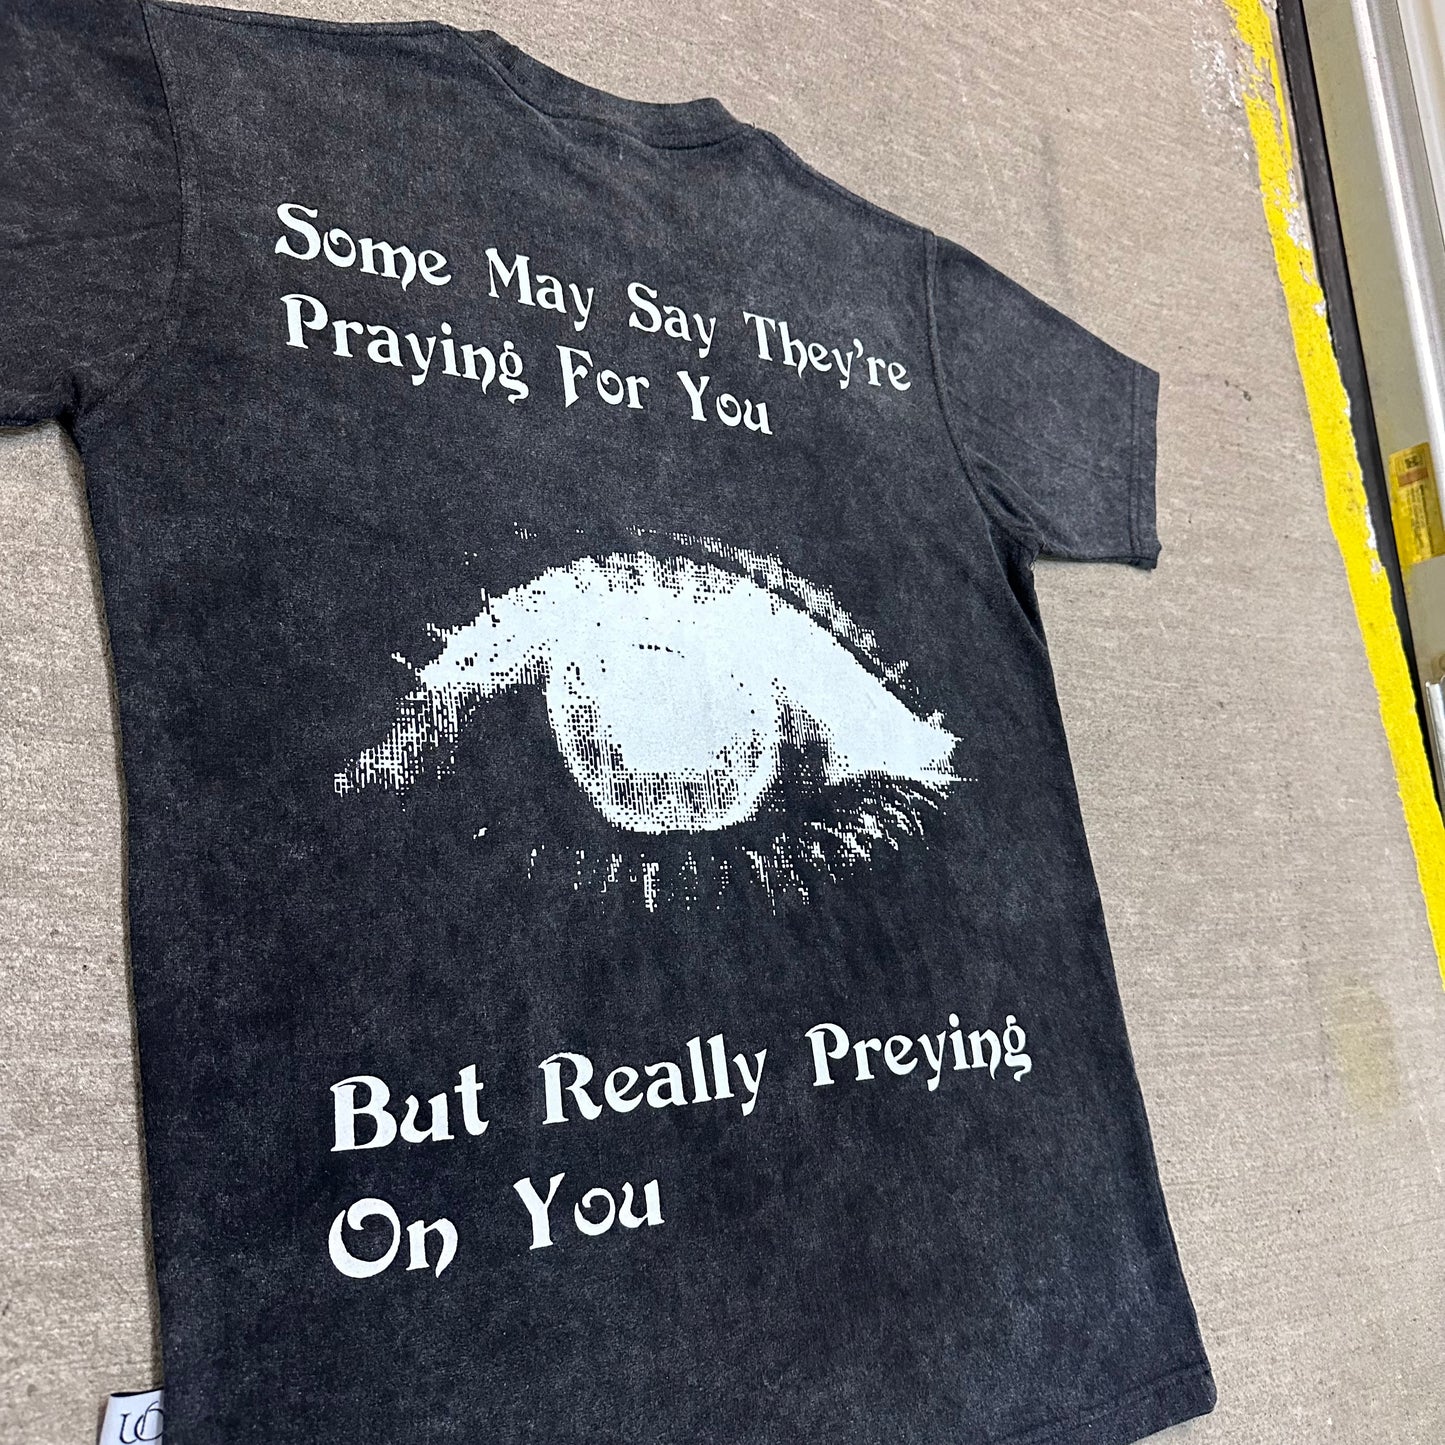 Some May Say They're
Praying For You
But Really Preying
On You